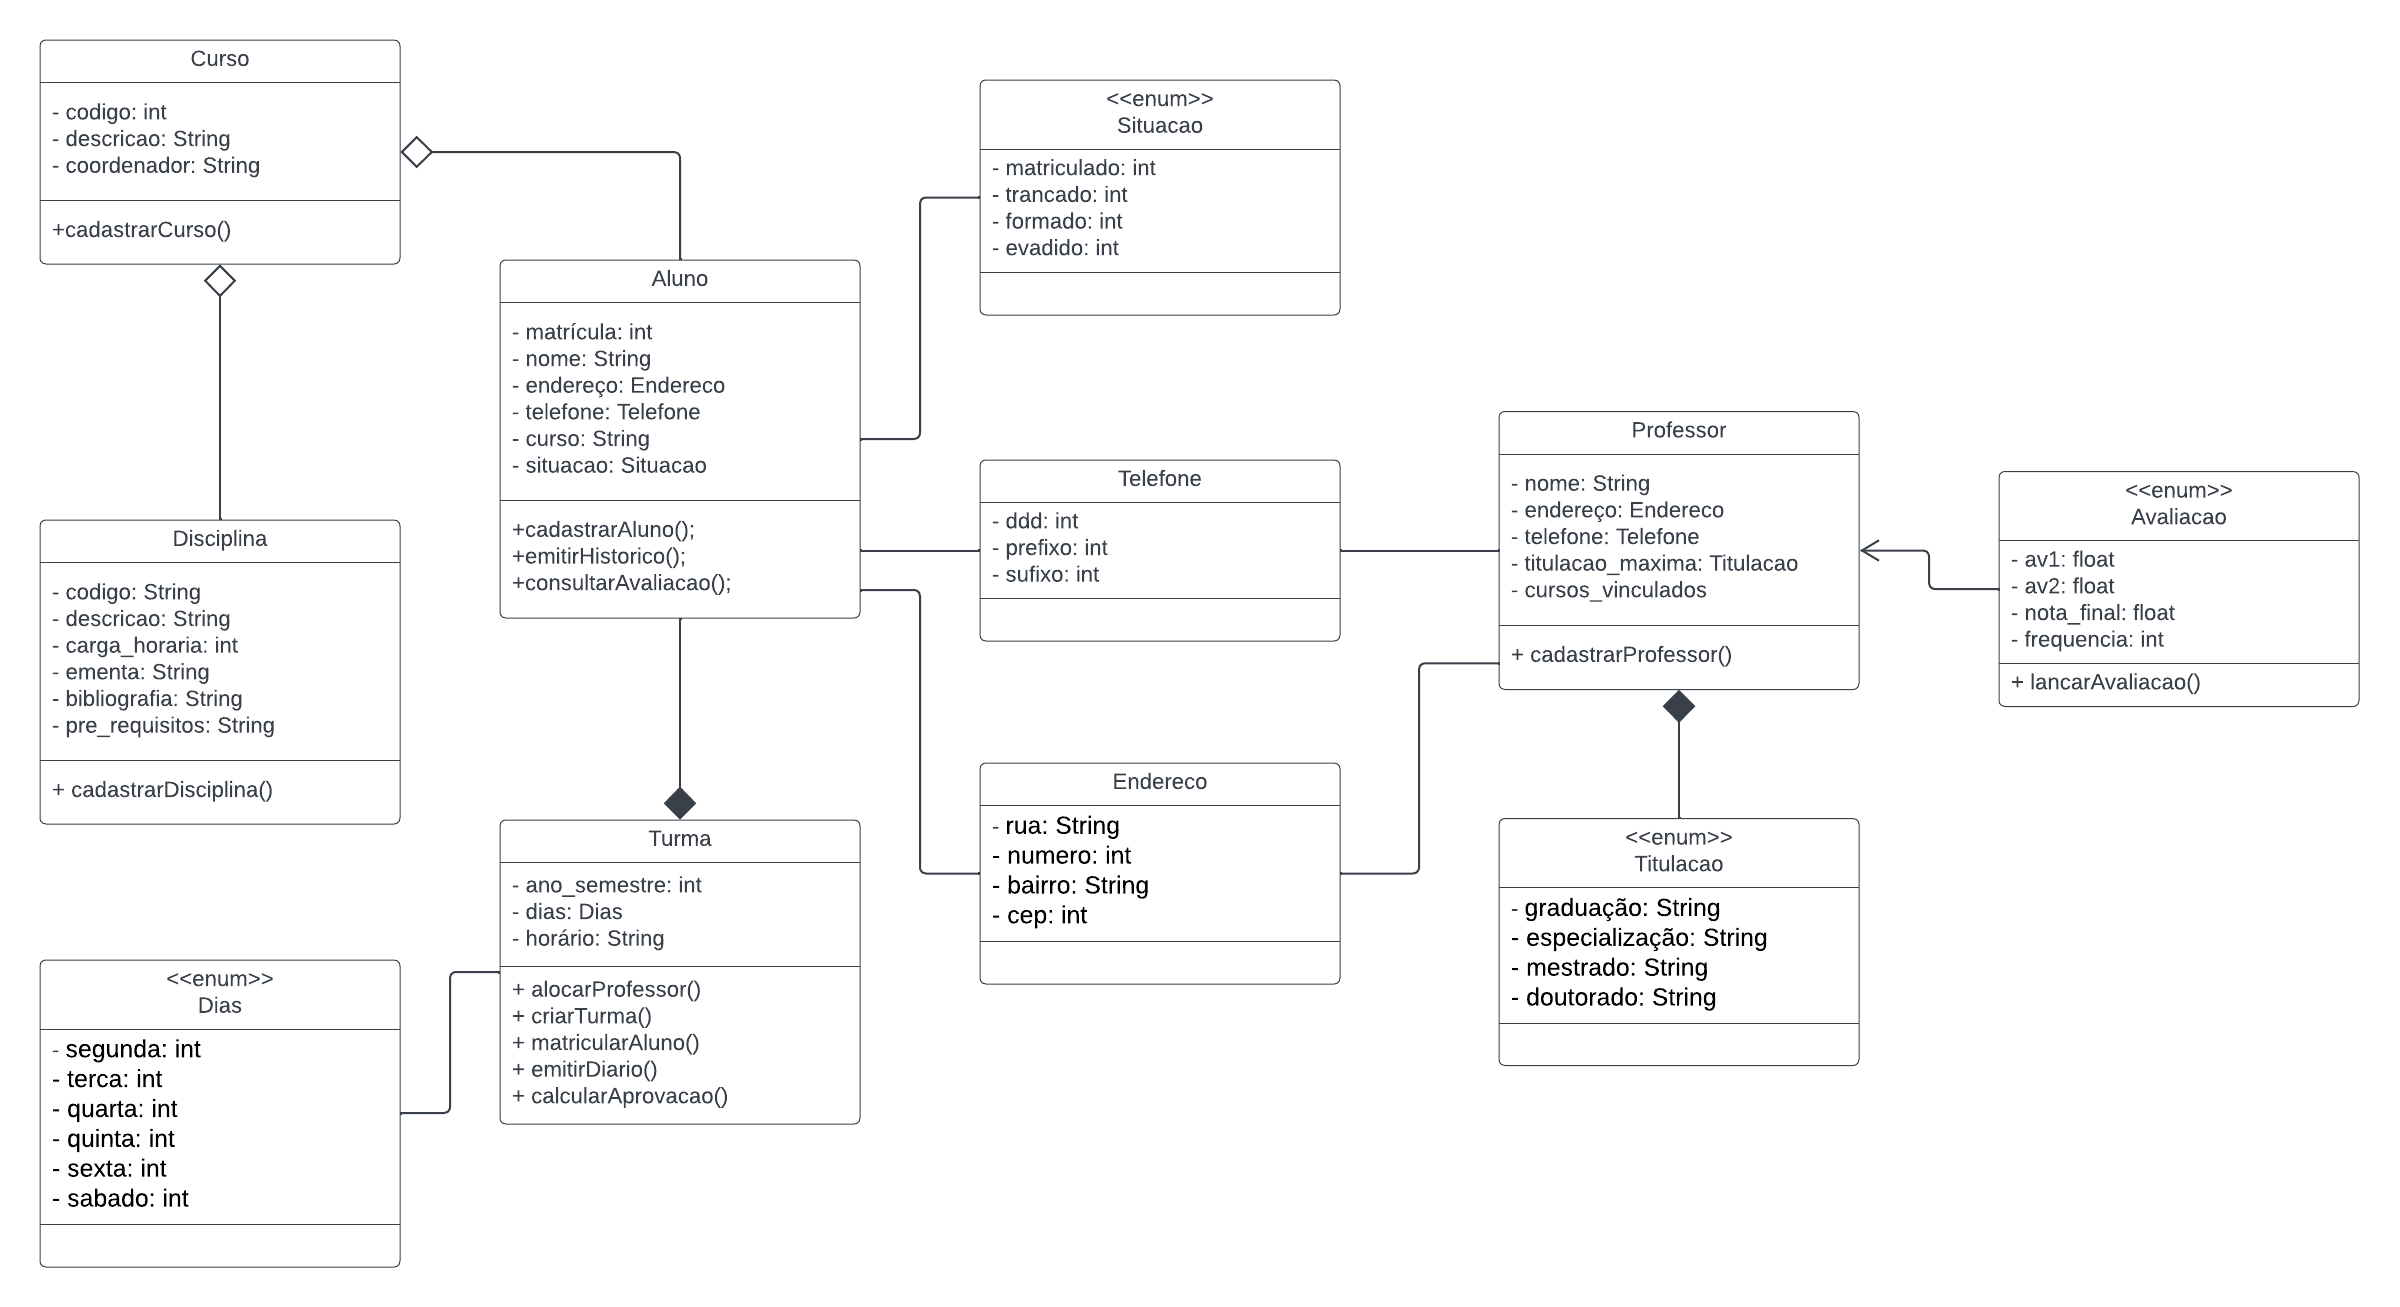 Curso
- codigo: int
- descricao: String
- coordenador: String
+cadastrarCurso()
<<enum>>
Situacao
- matriculado: int
- trancado: int
- formado: int
- evadido: int
Aluno
- matrícula: int
- nome: String
- endereço: Endereco
- telefone: Telefone
- curso: String
- situacao: Situacao
+cadastrarAluno();
+emitirHistorico();
+consultarAvaliacao();
Telefone
- ddd: int
- prefixo: int
- sufixo: int
Professor
- nome: String
- endereço: Endereco
- telefone: Telefone
- titulacao_maxima: Titulacao
- cursos_vinculados
+ cadastrarProfessor()
<<enum>>
Avaliacao
- av1: float
- av2: float
- nota_final: float
- frequencia: int
+ lancarAvaliacao()
Disciplina
- codigo: String
- descricao: String
- carga_horaria: int
- ementa: String
- bibliografia: String
- pre_requisitos: String
+ cadastrarDisciplina()
Turma
- ano_semestre: int
- dias: Dias
- horário: String
+ alocarProfessor()
+ criarTurma()
+ matricularAluno()
+ emitirDiario()
+ calcularAprovacao()
Endereco
- rua: String
- numero: int
- bairro: String
- cep: int
<<enum>>
Titulacao
- graduação: String
- especialização: String
- mestrado: String
- doutorado: String
<<enum>>
Dias
- segunda: int
- terca: int
- quarta: int
- quinta: int
- sexta: int
- sabado: int